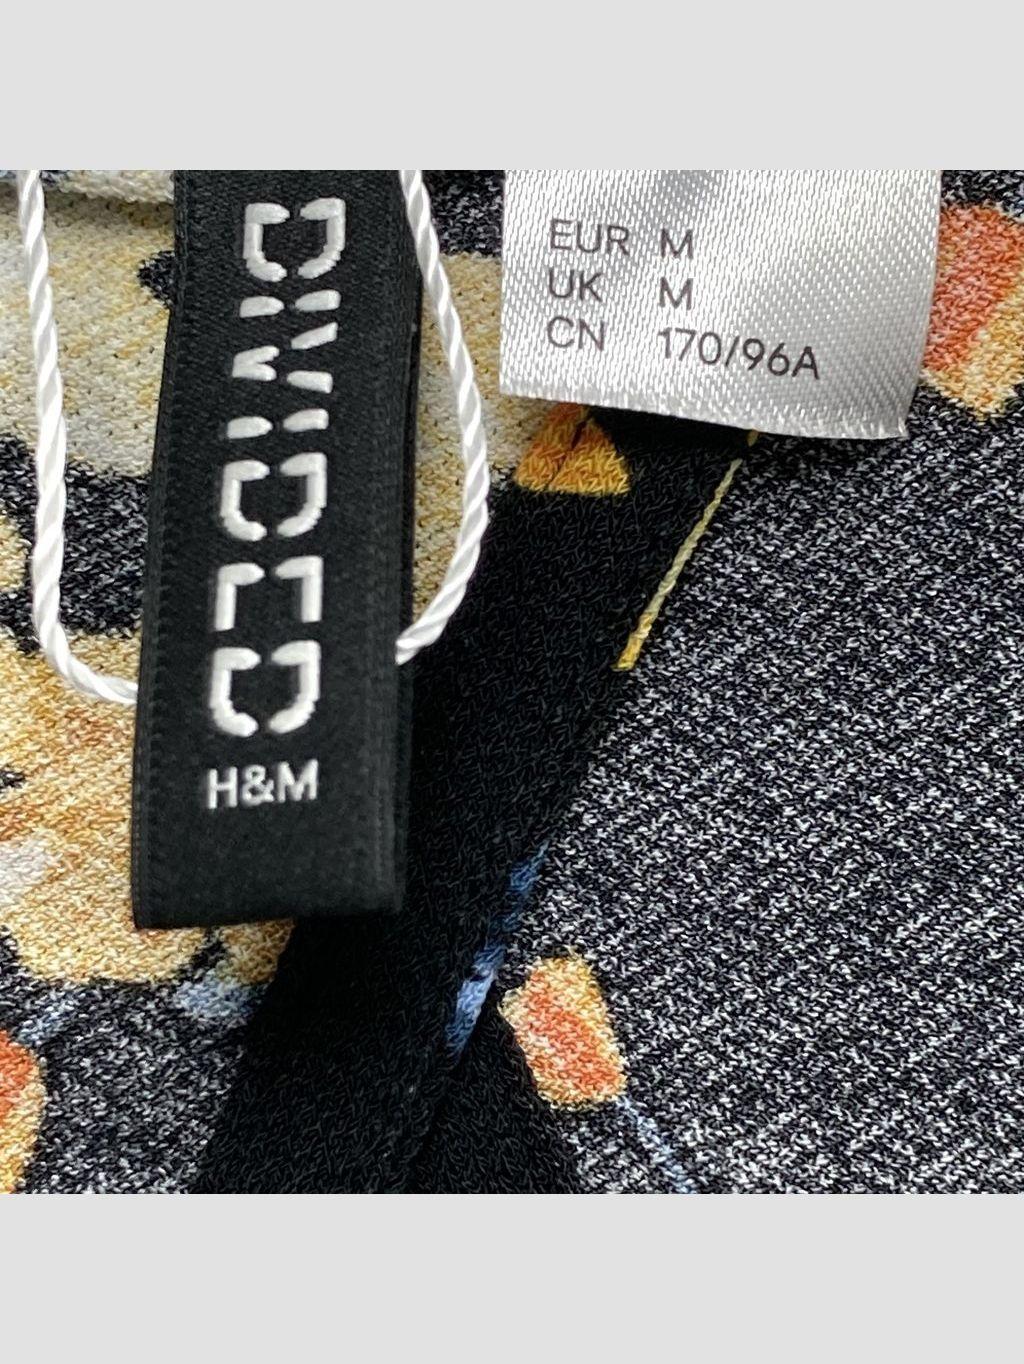 DIVIDED
H&M
EUR M
UK M
CN 170/96A